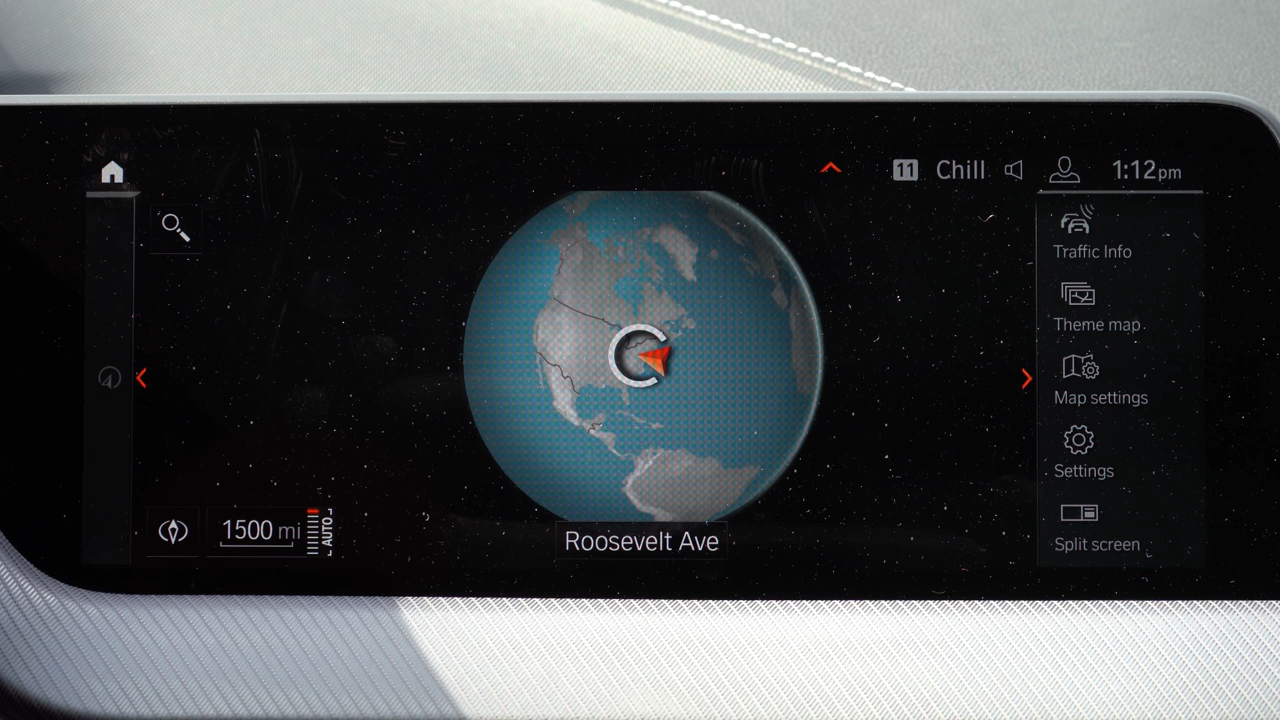 11 Chill 1:12pm
Traffic Info
Theme map
Map settings
Settings
Split screen
1500 mi
AUTO
Roosevelt Ave